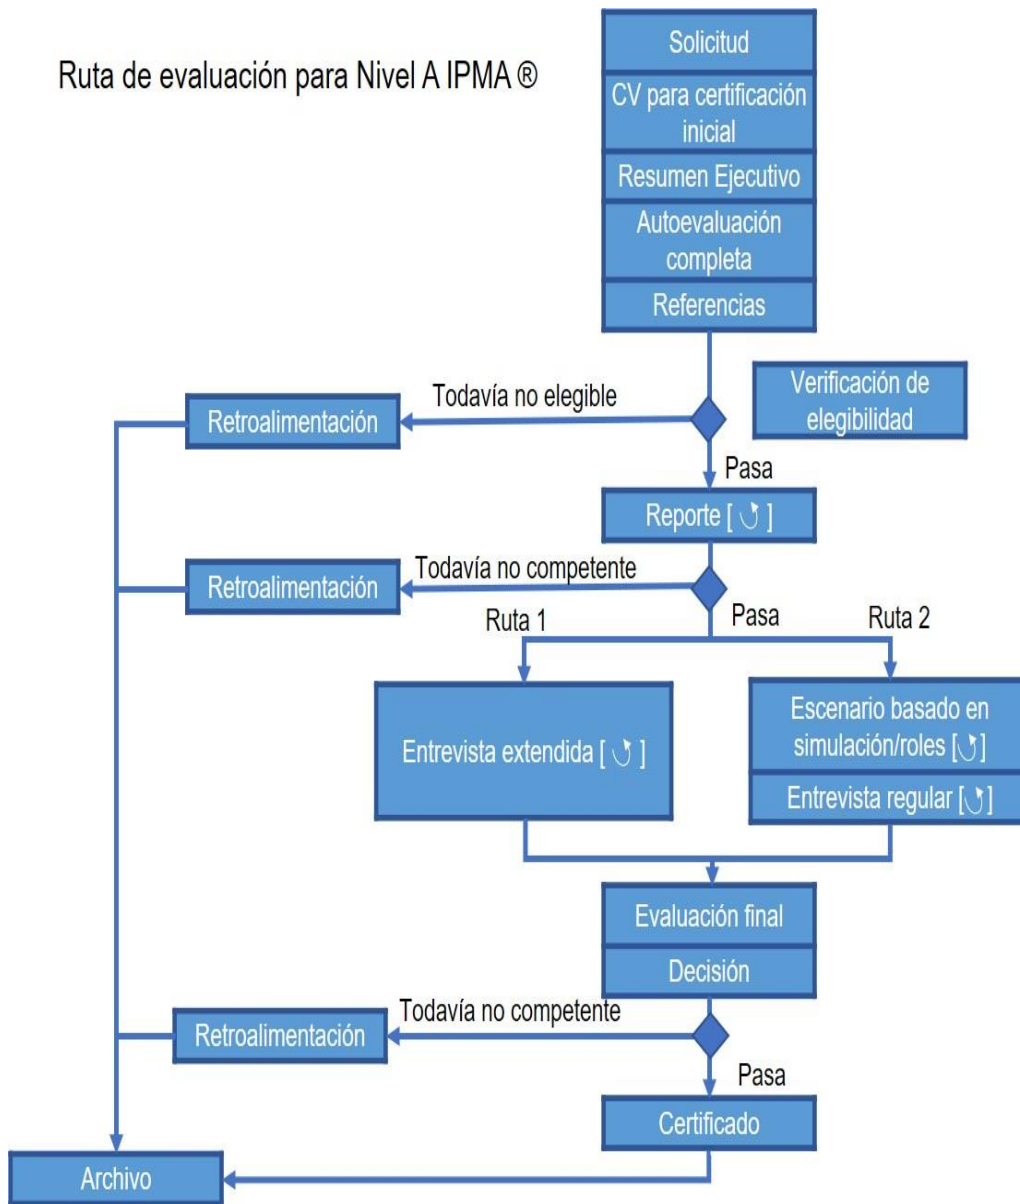 Ruta de evaluación para Nivel A IPMA ®
Solicitud
CV para certificación
inicial
Resumen Ejecutivo
Autoevaluación
completa
Referencias
Verificación de
elegibilidad
Todavía no elegible
Retroalimentación
Pasa
Reporte [ ↺ ]
Todavía no competente
Retroalimentación
Pasa
Ruta 1
Ruta 2
Entrevista extendida [ ↺ ]
Escenario basado en
simulación/roles [↺]
Entrevista regular [↺]
Evaluación final
Decisión
Todavía no competente
Retroalimentación
Pasa
Certificado
Archivo